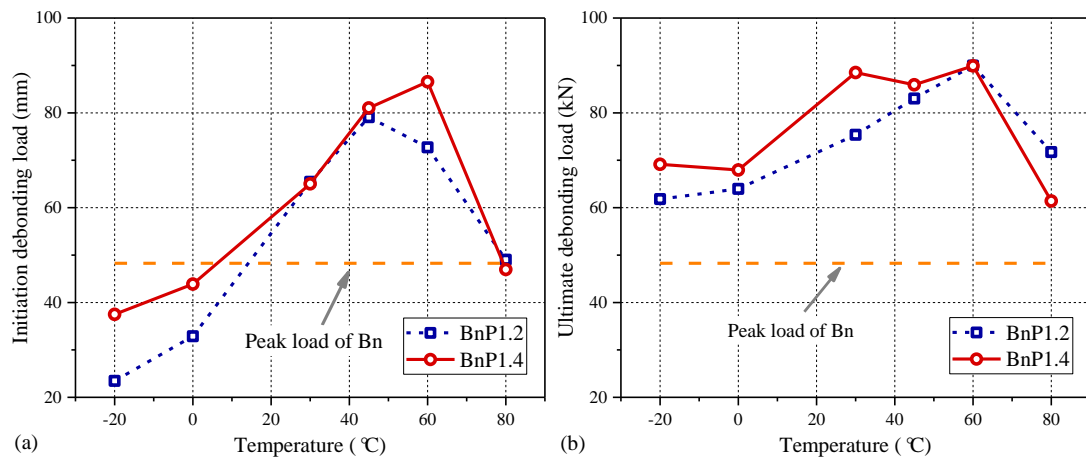 100
80
60
40
20
Initiation debonding load (mm)
-20 0 20 40 60 80
Temperature ( ℃)
(a)
Peak load of Bn
BnP1.2
BnP1.4
100
80
60
40
20
Ultimate debonding load (kN)
-20 0 20 40 60 80
Temperature ( ℃)
(b)
Peak load of Bn
BnP1.2
BnP1.4